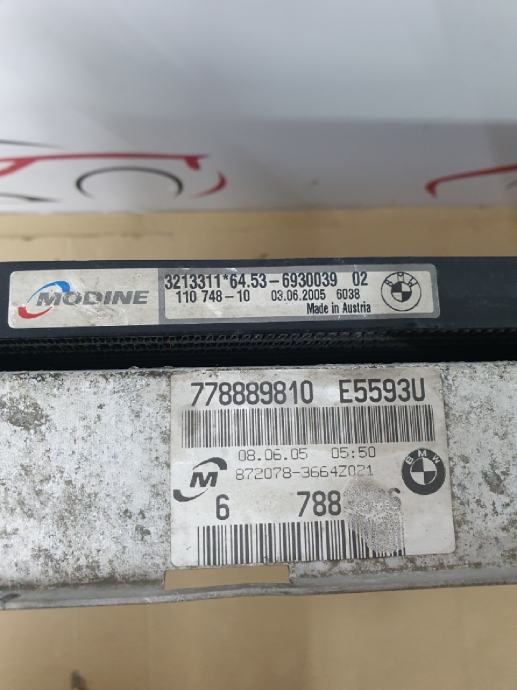 MODINE
3213311*64.53-6930039 02
110 748-10 03.06.2005 6038
Made in Austria
BMW
778889810 E5593U
08.06.05 05:50
872078-3664Z021
M
BMW
6 788